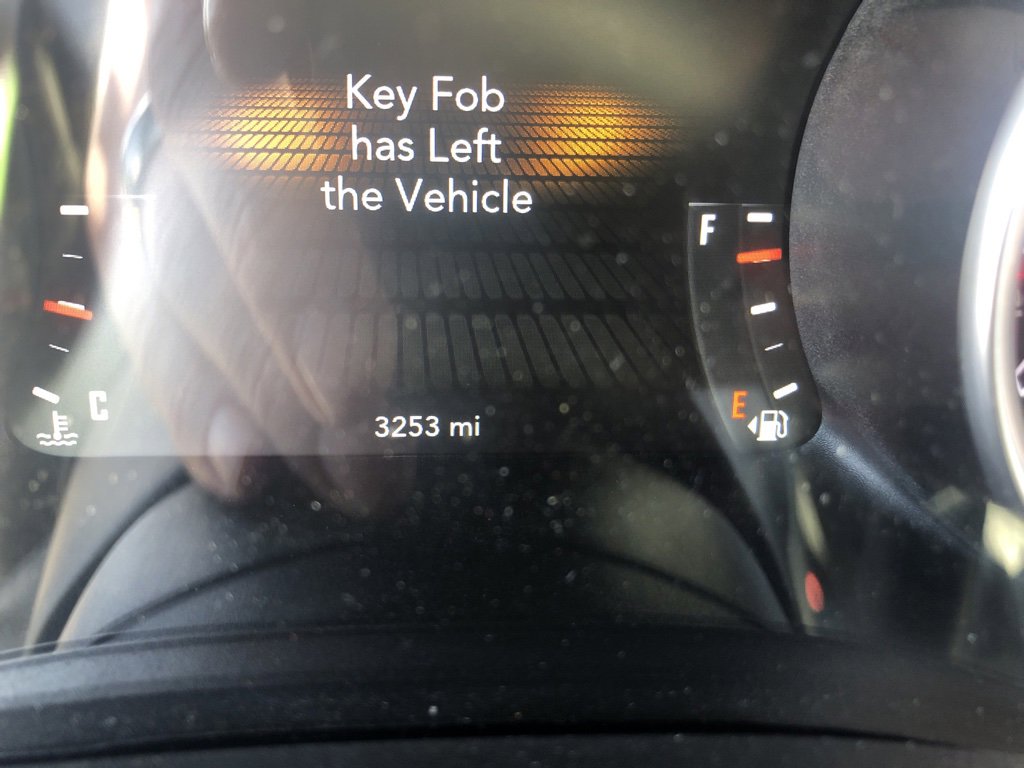 Key Fob
has Left
the Vehicle
F
E
C
3253 mi